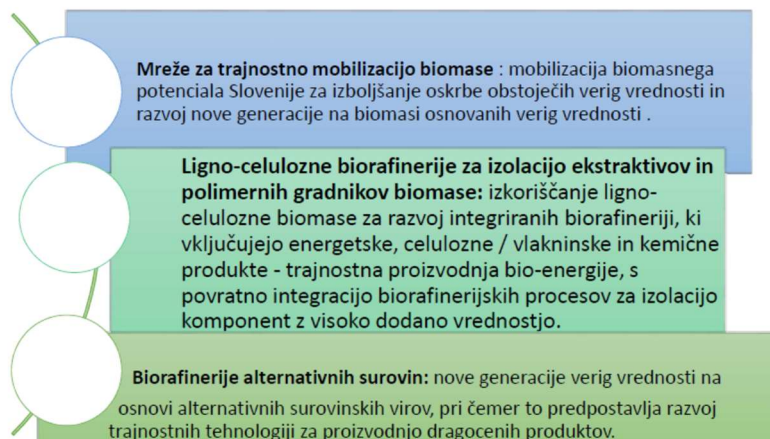 Mreže za trajnostno mobilizacijo biomase : mobilizacija biomasnega
potenciala Slovenije za izboljšanje oskrbe obstoječih verig vrednosti in
razvoj nove generacije na biomasi osnovanih verig vrednosti .
Ligno-celulozne biorafinerije za izolacijo ekstraktivov in
polimernih gradnikov biomase: izkoriščanje ligno-
celulozne biomase za razvoj integriranih biorafineriji, ki
vključujejo energetske, celulozne / vlakninske in kemične
produkte - trajnostna proizvodnja bio-energije, s
povratno integracijo biorafinerijskih procesov za izolacijo
komponent z visoko dodano vrednostjo.
Biorafinerije alternativnih surovin: nove generacije verig vrednosti na
osnovi alternativnih surovinskih virov, pri čemer to predpostavlja razvoj
trajnostnih tehnologiji za proizvodnjo dragocenih produktov.